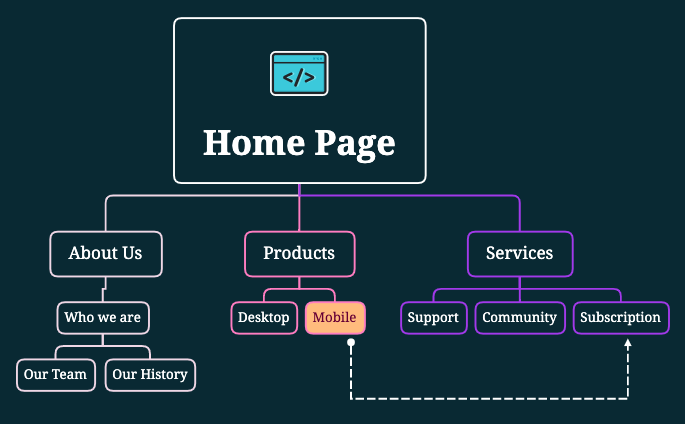 </>
Home Page
About Us
Products
Services
Who we are
Desktop
Mobile
Support
Community
Subscription
Our Team
Our History